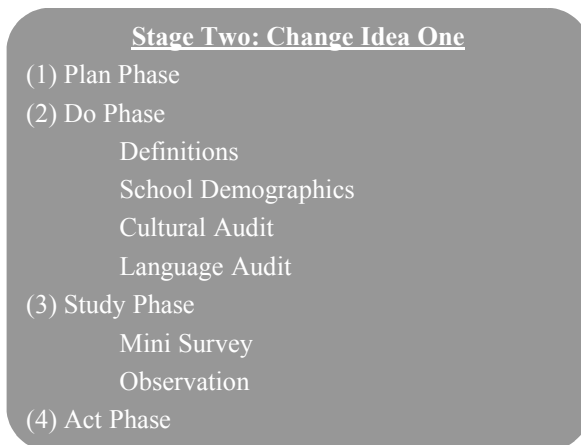 Stage Two: Change Idea One
(1) Plan Phase
(2) Do Phase
Definitions
School Demographics
Cultural Audit
Language Audit
(3) Study Phase
Mini Survey
Observation
(4) Act Phase